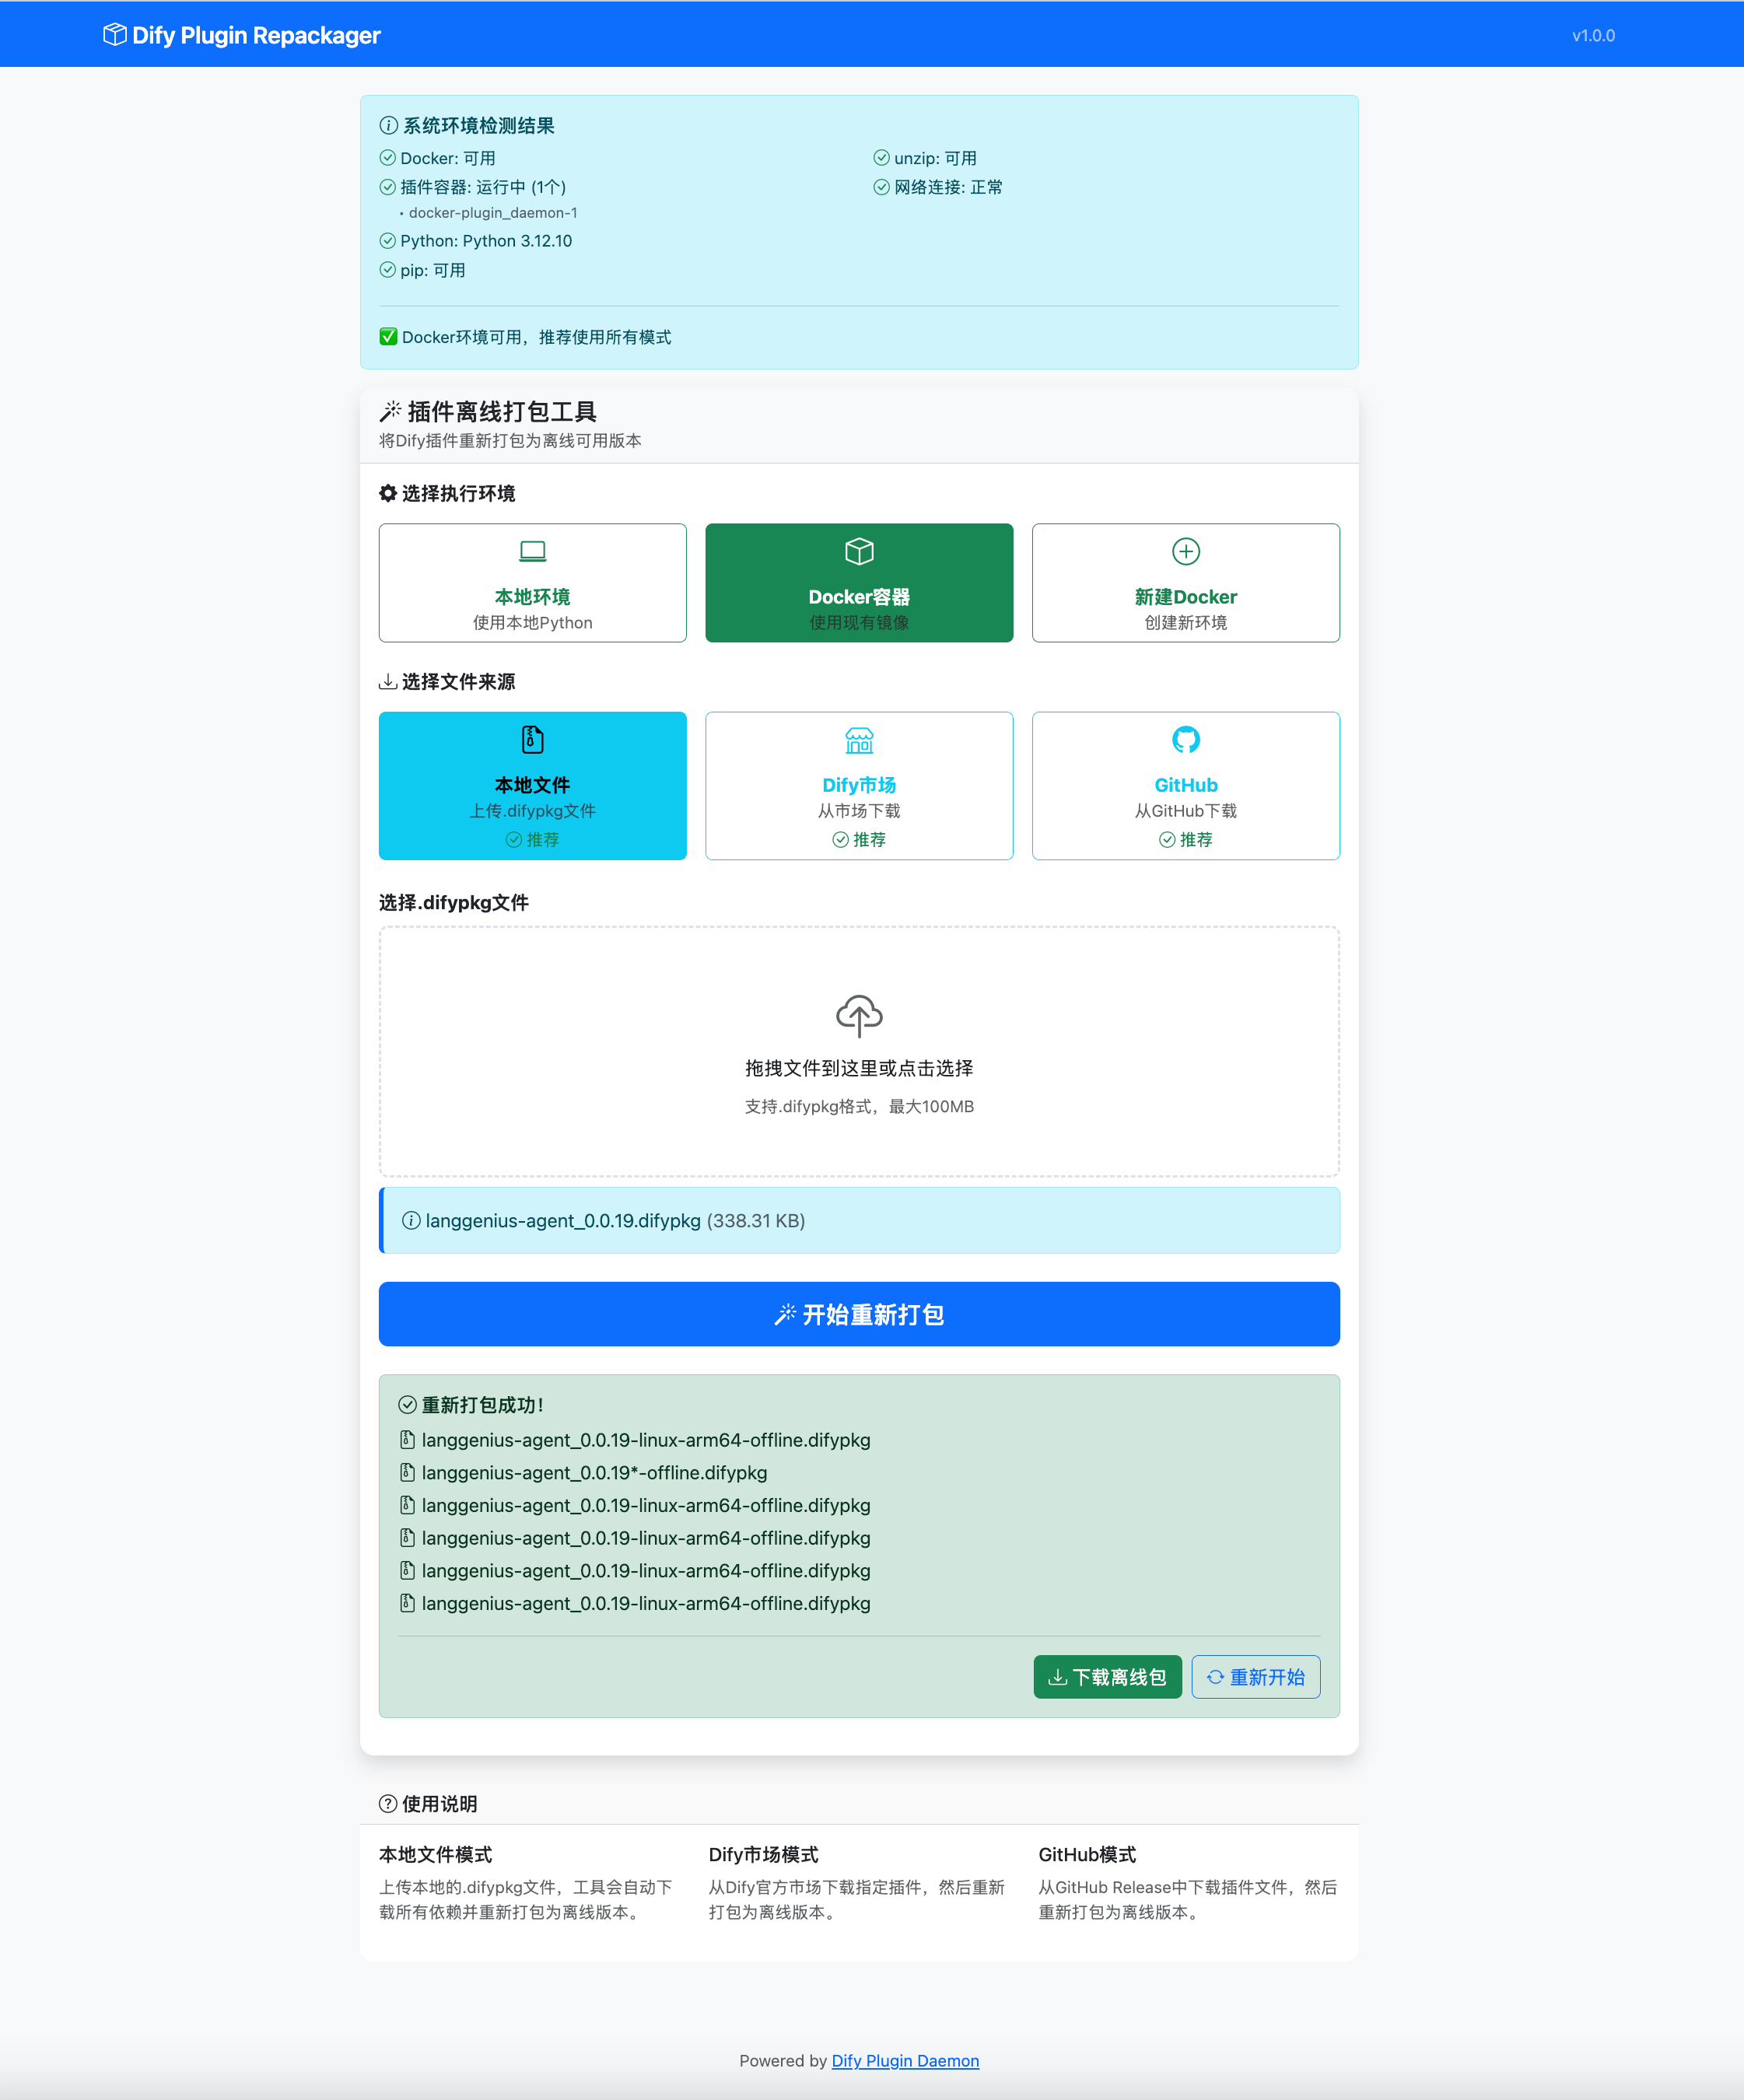 Dify Plugin Repackager
v1.0.0
系统环境检测结果
Docker: 可用
插件容器: 运行中 (1个)
• docker-plugin_daemon-1
Python: Python 3.12.10
pip: 可用
unzip: 可用
网络连接: 正常
✅ Docker环境可用，推荐使用所有模式
插件离线打包工具
将Dify插件重新打包为离线可用版本
选择执行环境
本地环境
使用本地Python
Docker容器
使用现有镜像
新建Docker
创建新环境
选择文件来源
本地文件
上传.difypkg文件
推荐
Dify市场
从市场下载
推荐
GitHub
从GitHub下载
推荐
选择.difypkg文件
拖拽文件到这里或点击选择
支持.difypkg格式，最大100MB
langgenius-agent_0.0.19.difypkg (338.31 KB)
开始重新打包
重新打包成功！
langgenius-agent_0.0.19-linux-arm64-offline.difypkg
langgenius-agent_0.0.19*-offline.difypkg
langgenius-agent_0.0.19-linux-arm64-offline.difypkg
langgenius-agent_0.0.19-linux-arm64-offline.difypkg
langgenius-agent_0.0.19-linux-arm64-offline.difypkg
langgenius-agent_0.0.19-linux-arm64-offline.difypkg
下载离线包
重新开始
使用说明
本地文件模式
上传本地的.difypkg文件，工具会自动下
载所有依赖并重新打包为离线版本。
Dify市场模式
从Dify官方市场下载指定插件，然后重新
打包为离线版本。
GitHub模式
从GitHub Release中下载插件文件，然后
重新打包为离线版本。
Powered by Dify Plugin Daemon